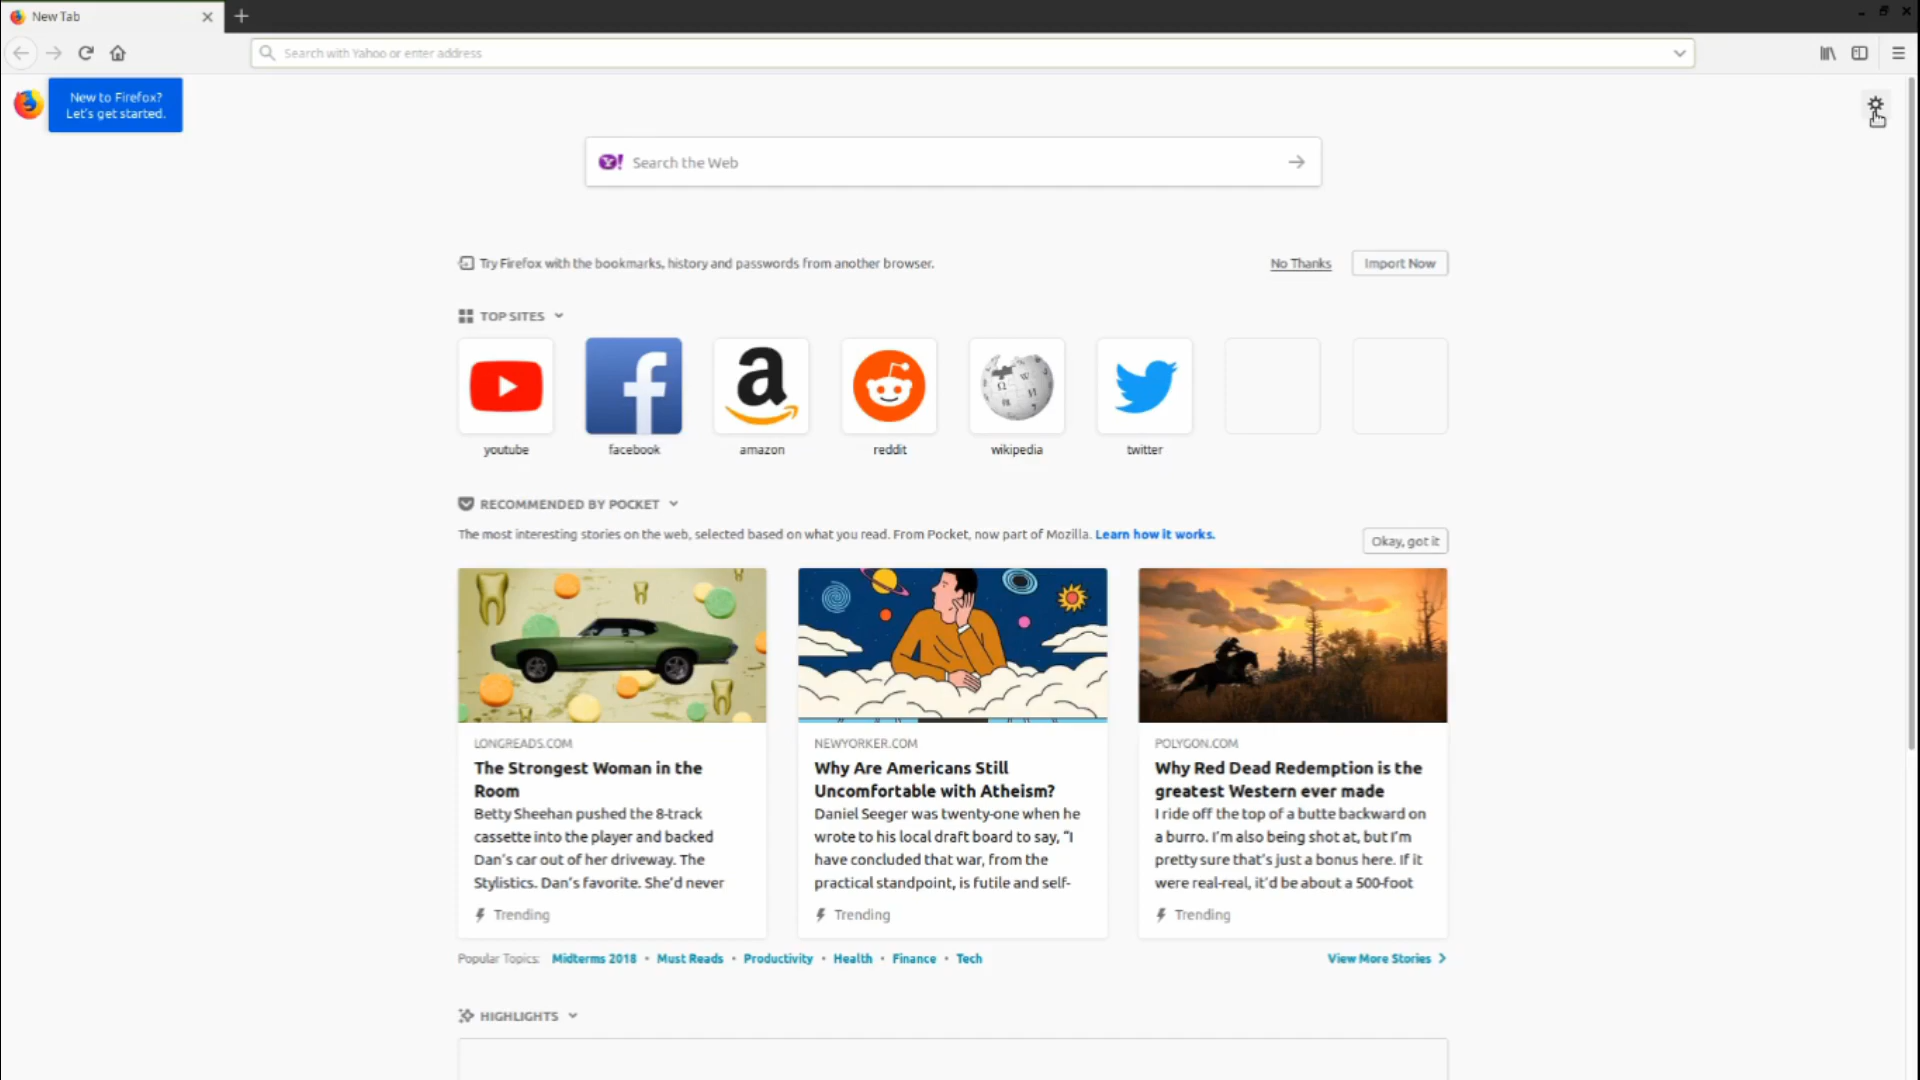 New Tab
Search with Yahoo or enter address
New to Firefox?
Let's get started.
Y! Search the Web
Try Firefox with the bookmarks, history and passwords from another browser.
No Thanks
Import Now
TOP SITES
youtube
facebook
amazon
reddit
wikipedia
twitter
RECOMMENDED BY POCKET
The most interesting stories on the web, selected based on what you read. From Pocket, now part of Mozilla. Learn how it works.
Okay, got it
LONGREADS.COM
The Strongest Woman in the
Room
Betty Sheehan pushed the 8-track
cassette into the player and backed
Dan's car out of her driveway. The
Stylistics. Dan's favorite. She'd never
Trending
NEWYORKER.COM
Why Are Americans Still
Uncomfortable with Atheism?
Daniel Seeger was twenty-one when he
wrote to his local draft board to say, “I
have concluded that war, from the
practical standpoint, is futile and self-
Trending
POLYGON.COM
Why Red Dead Redemption is the
greatest Western ever made
I ride off the top of a butte backward on
a burro. I'm also being shot at, but I'm
pretty sure that's just a bonus here. If it
were real-real, it'd be about a 500-foot
Trending
Popular Topics: Midterms 2018 • Must Reads • Productivity • Health • Finance • Tech
View More Stories
HIGHLIGHTS